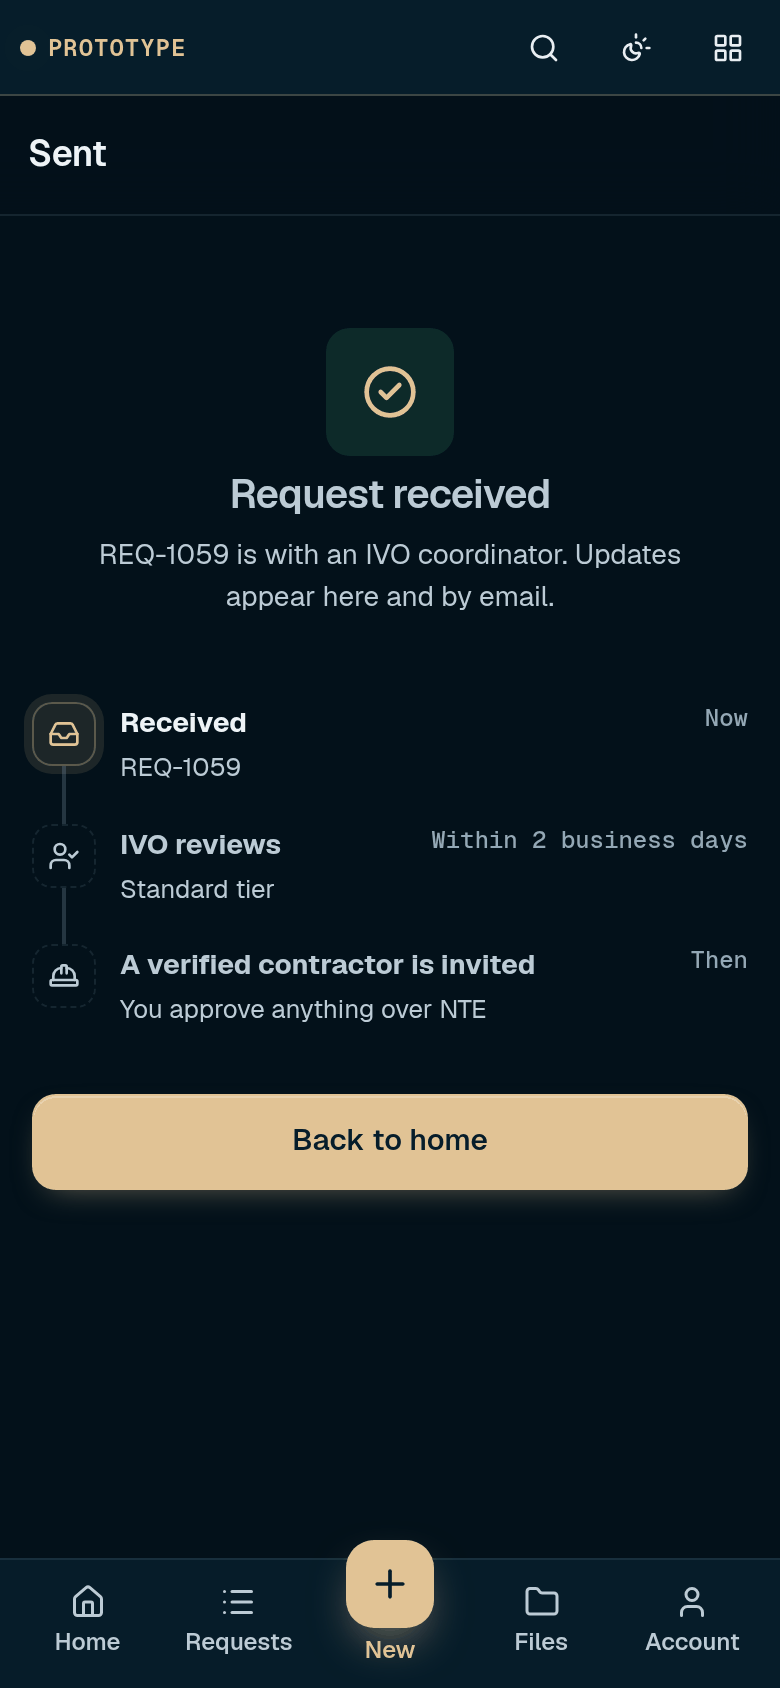 PROTOTYPE
Sent
Request received
REQ-1059 is with an IVO coordinator. Updates
appear here and by email.
Received
Now
REQ-1059
IVO reviews
Within 2 business days
Standard tier
A verified contractor is invited
Then
You approve anything over NTE
Back to home
Home
Requests
New
Files
Account